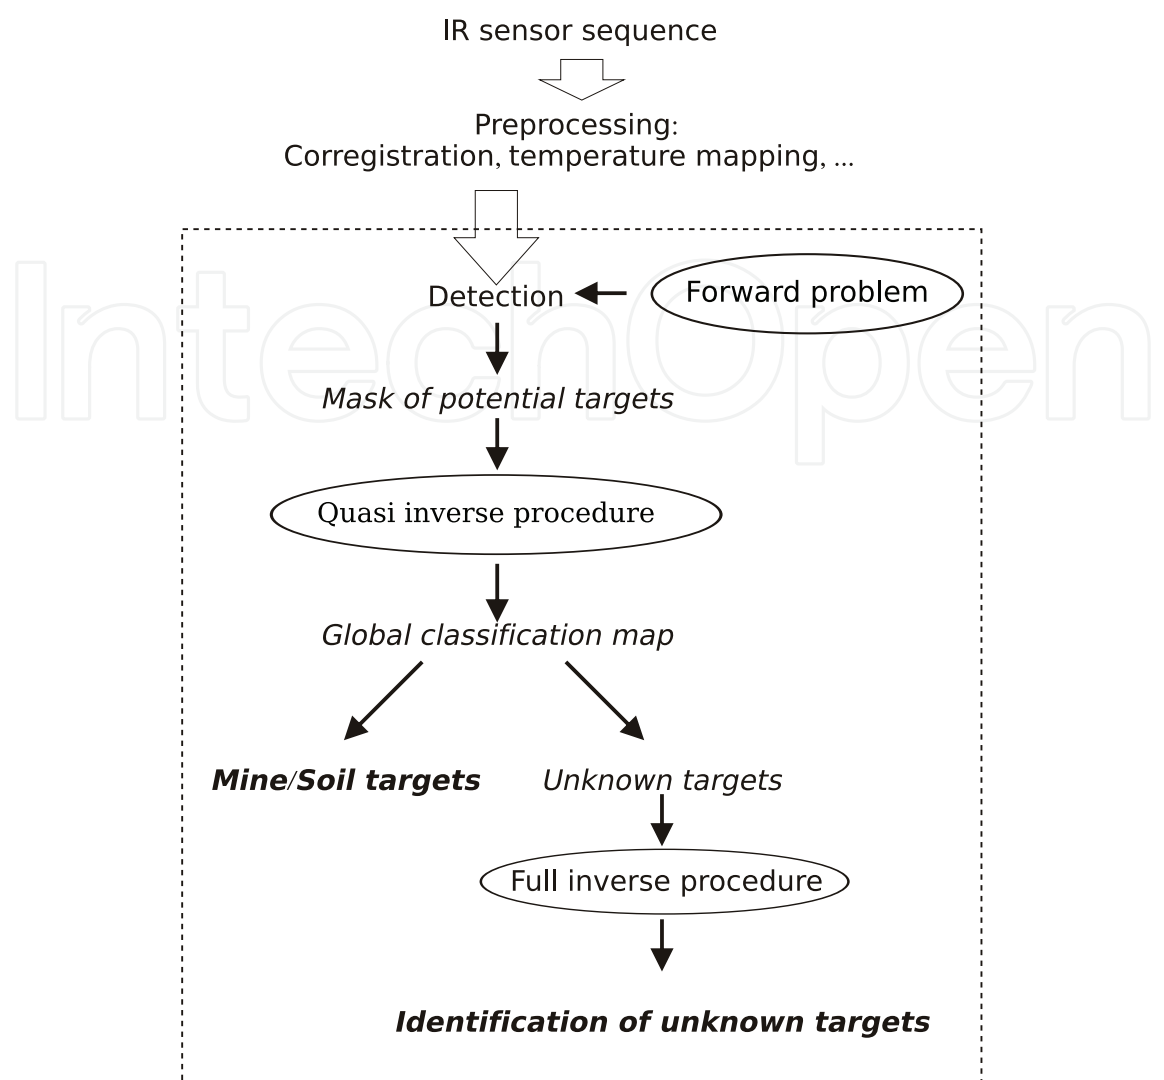 IR sensor sequence
Preprocessing:
Corregistration, temperature mapping, ...
IntechOpen
Detection
Forward problem
Mask of potential targets
Quasi inverse procedure
Global classification map
Mine/Soil targets
Unknown targets
Full inverse procedure
Identification of unknown targets